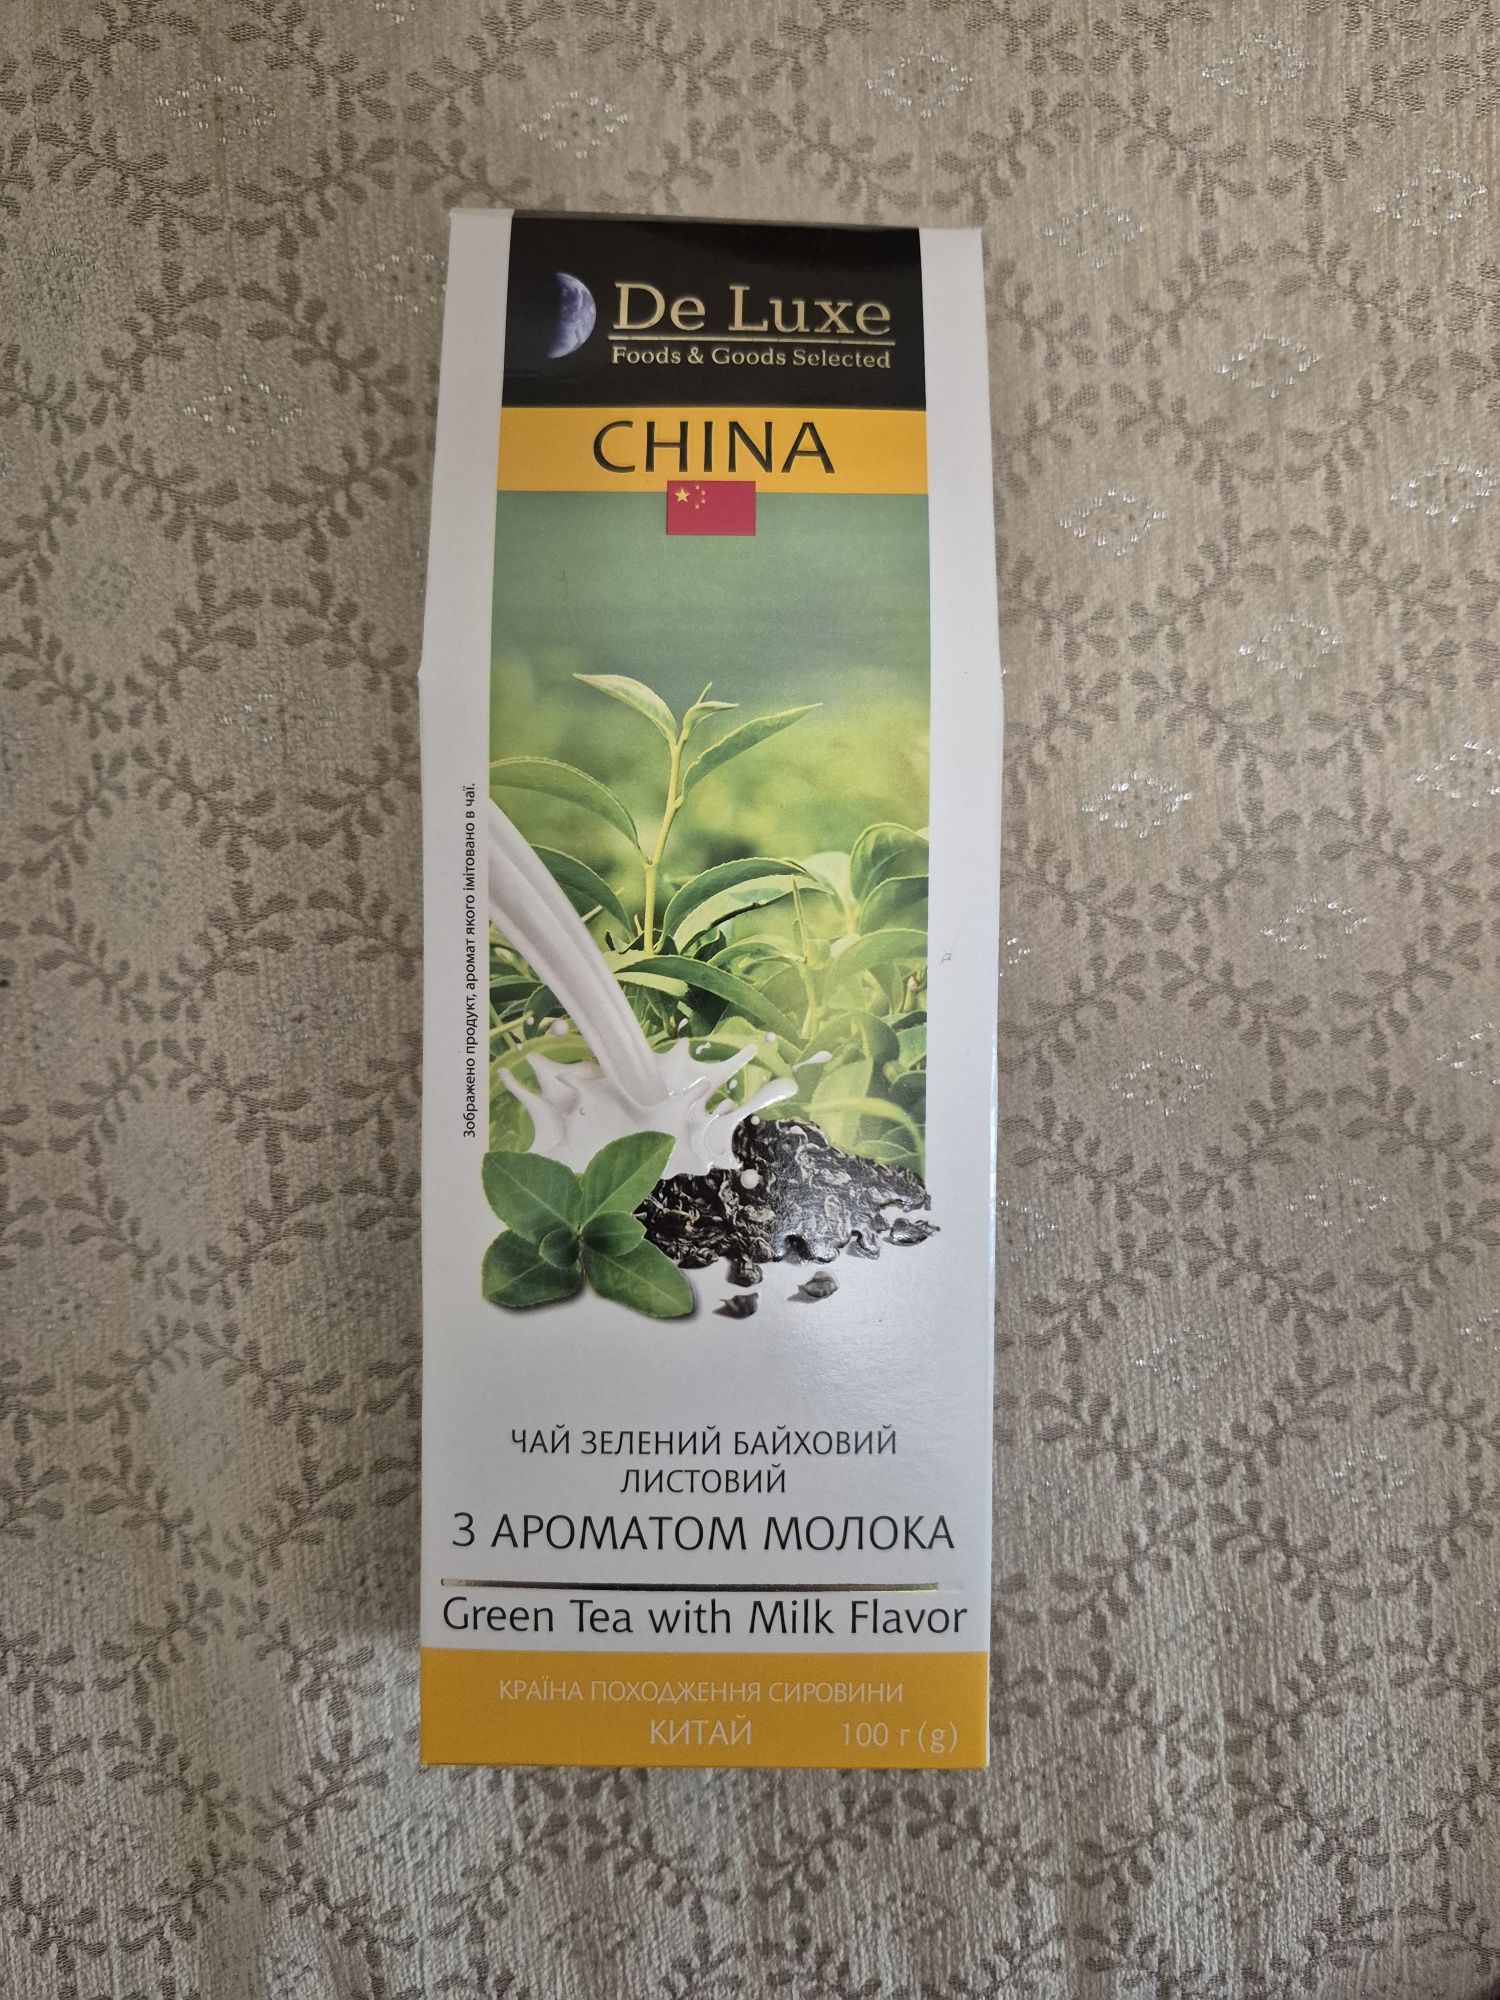 De Luxe
Foods & Goods Selected
CHINA
Зображено продукт, аромат якого імітовано в чаї.
ЧАЙ ЗЕЛЕНИЙ БАЙХОВИЙ
ЛИСТОВИЙ
З АРОМАТОМ МОЛОКА
Green Tea with Milk Flavor
КРАЇНА ПОХОДЖЕННЯ СИРОВИНИ
КИТАЙ 100 г (g)